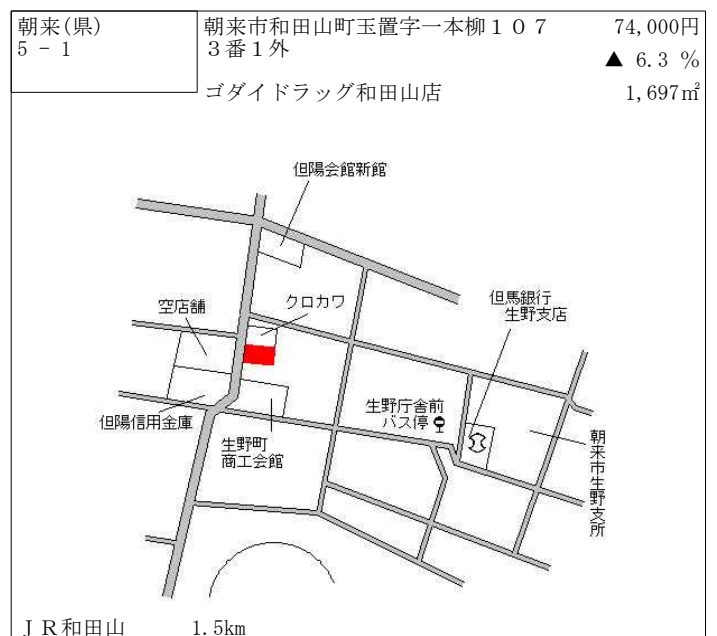 朝来(県)
5 - 1
朝来市和田山町玉置字一本柳１０７
３番１外
74,000円
▲ 6.3 %
ゴダイドラッグ和田山店
1,697㎡
但陽会館新館
空店舗
クロカワ
但馬銀行
生野支店
生野庁舎前
バス停
但陽信用金庫
生野町
商工会館
朝来市生野支所
ＪＲ和田山
1.5km